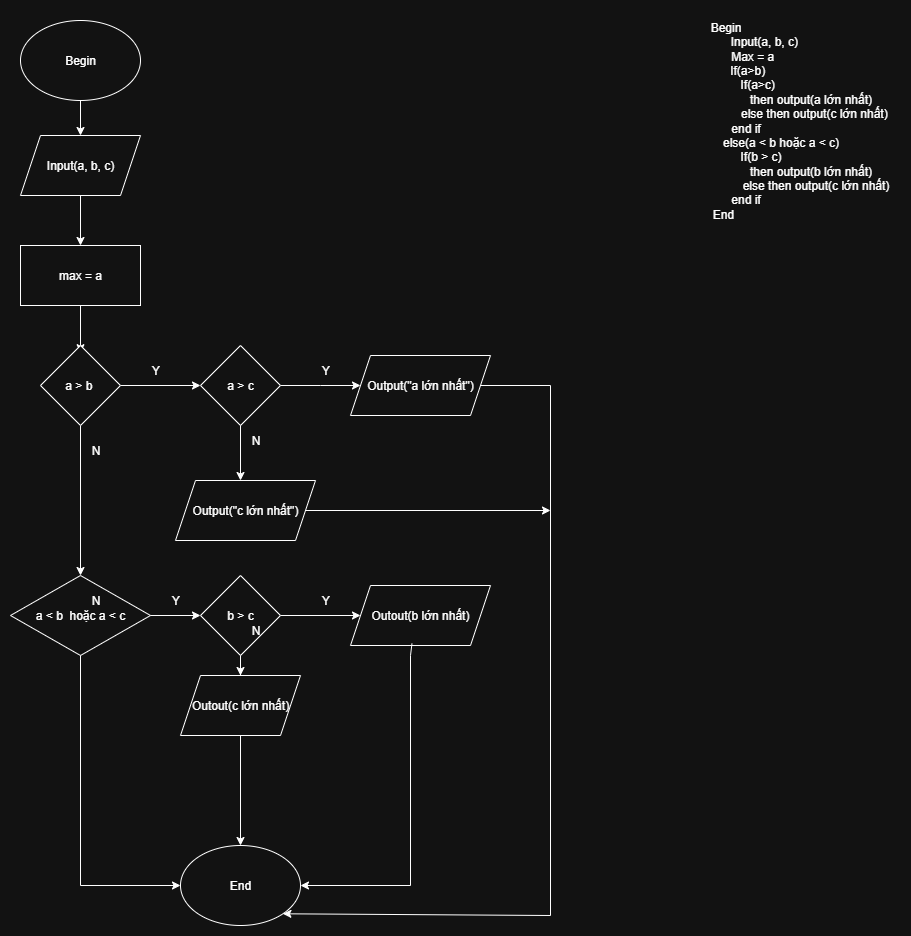 Begin
Input(a, b, c)
max = a
a > b
Y
a > c
Y
Output("a lớn nhất")
N
N
Output("c lớn nhất")
N
a < b hoặc a < c
Y
b > c
N
Y
Outout(b lớn nhất)
Outout(c lớn nhất)
End
Begin
Input(a, b, c)
Max = a
If(a>b)
If(a>c)
then output(a lớn nhất)
else then output(c lớn nhất)
end if
else(a < b hoặc a < c)
If(b > c)
then output(b lớn nhất)
else then output(c lớn nhất)
end if
End